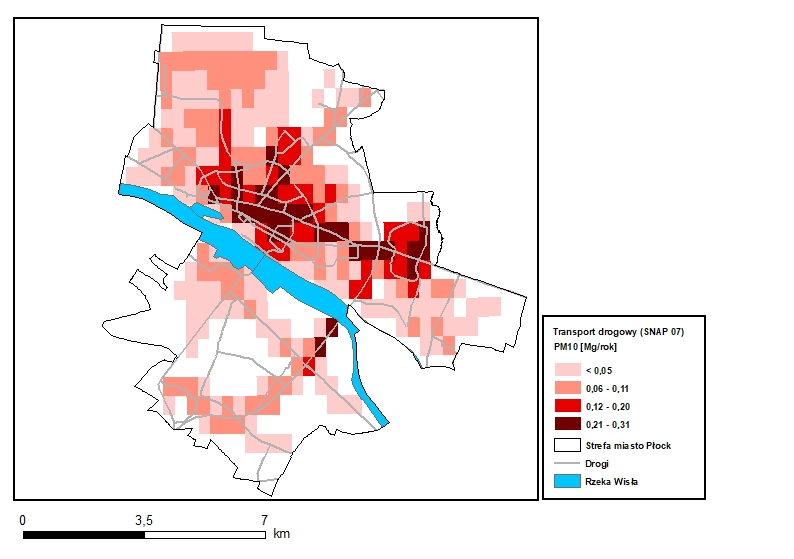 Transport drogowy (SNAP 07)
PM10 [Mg/rok]
< 0,05
0,06 - 0,11
0,12 - 0,20
0,21 - 0,31
Strefa miasto Płock
Drogi
Rzeka Wisła
0 3,5 7
km